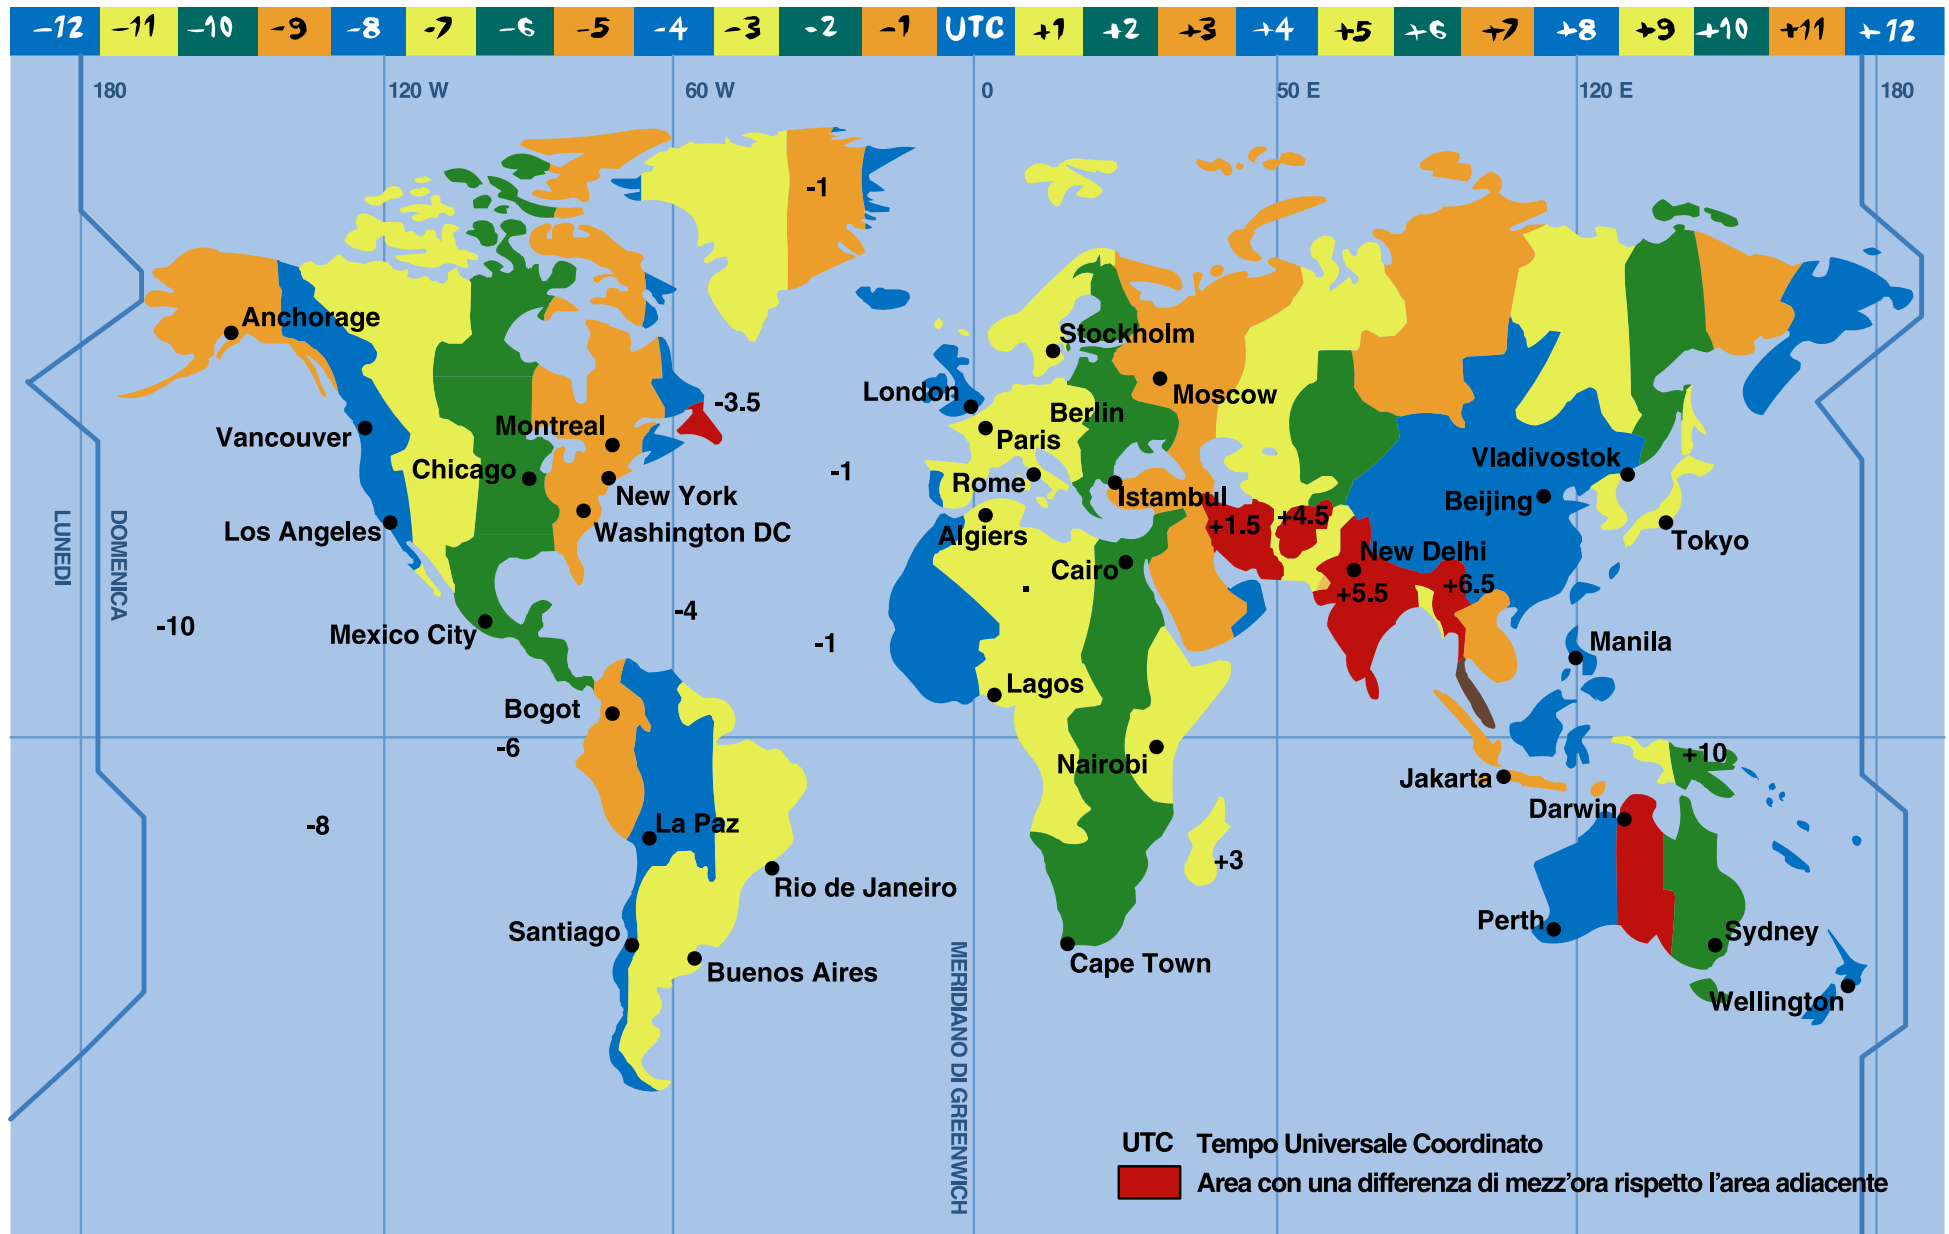 -12 -11 -10 -9 -8 -7 -6 -5 -4 -3 -2 -1 UTC +1 +2 +3 +4 +5 +6 +7 +8 +9 +10 +11 +12
180 120 W 60 W 0 50 E 120 E 180
-1
Anchorage
Stockholm
London
-3.5
Moscow
Berlin
Montreal
Vancouver
Paris
Chicago
-1
Vladivostok
Rome
New York
Istambul
Beijing
Los Angeles
Washington DC
Algiers
+1.5
+4.5
Tokyo
LUNEDI
DOMENICA
Cairo
New Delhi
+5.5
+6.5
-10
-4
Mexico City
-1
Manila
Lagos
Bogot
-6
Nairobi
+10
Jakarta
Darwin
-8
La Paz
+3
Rio de Janeiro
Santiago
Perth
Sydney
Buenos Aires
Cape Town
Wellington
MERIDIANO DI GREENWICH
UTC Tempo Universale Coordinato
Area con una differenza di mezz'ora rispetto l'area adiacente